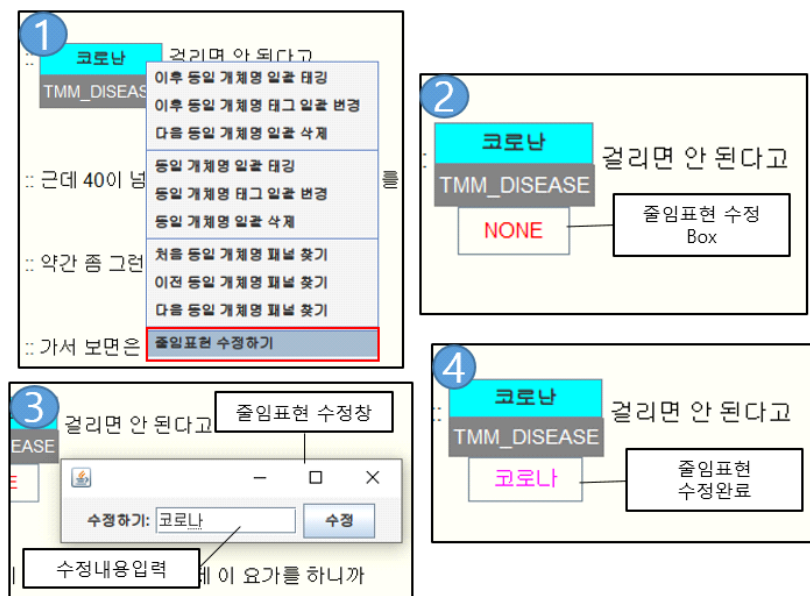 1
:: 코로난 걸리면 안 된다고
TMM_DISEAS
이후 동일 개체명 일괄 태깅
이후 동일 개체명 태그 일괄 변경
다음 동일 개체명 일괄 삭제
동일 개체명 일괄 태깅
동일 개체명 태그 일괄 변경
동일 개체명 일괄 삭제
처음 동일 개체명 패널 찾기
이전 동일 개체명 패널 찾기
다음 동일 개체명 패널 찾기
줄임표현 수정하기
:: 근데 40이 넘 를
:: 약간 좀 그런
:: 가서 보면은
2
: 코로난 걸리면 안 된다고
TMM_DISEASE
NONE
줄임표현 수정
Box
3
걸리면 안 된다고
EASE
E
줄임표현 수정창
수정하기: 코로나 수정
수정내용입력
이 요가를 하니까
4
:: 코로난 걸리면 안 된다고
TMM_DISEASE
코로나
줄임표현
수정완료